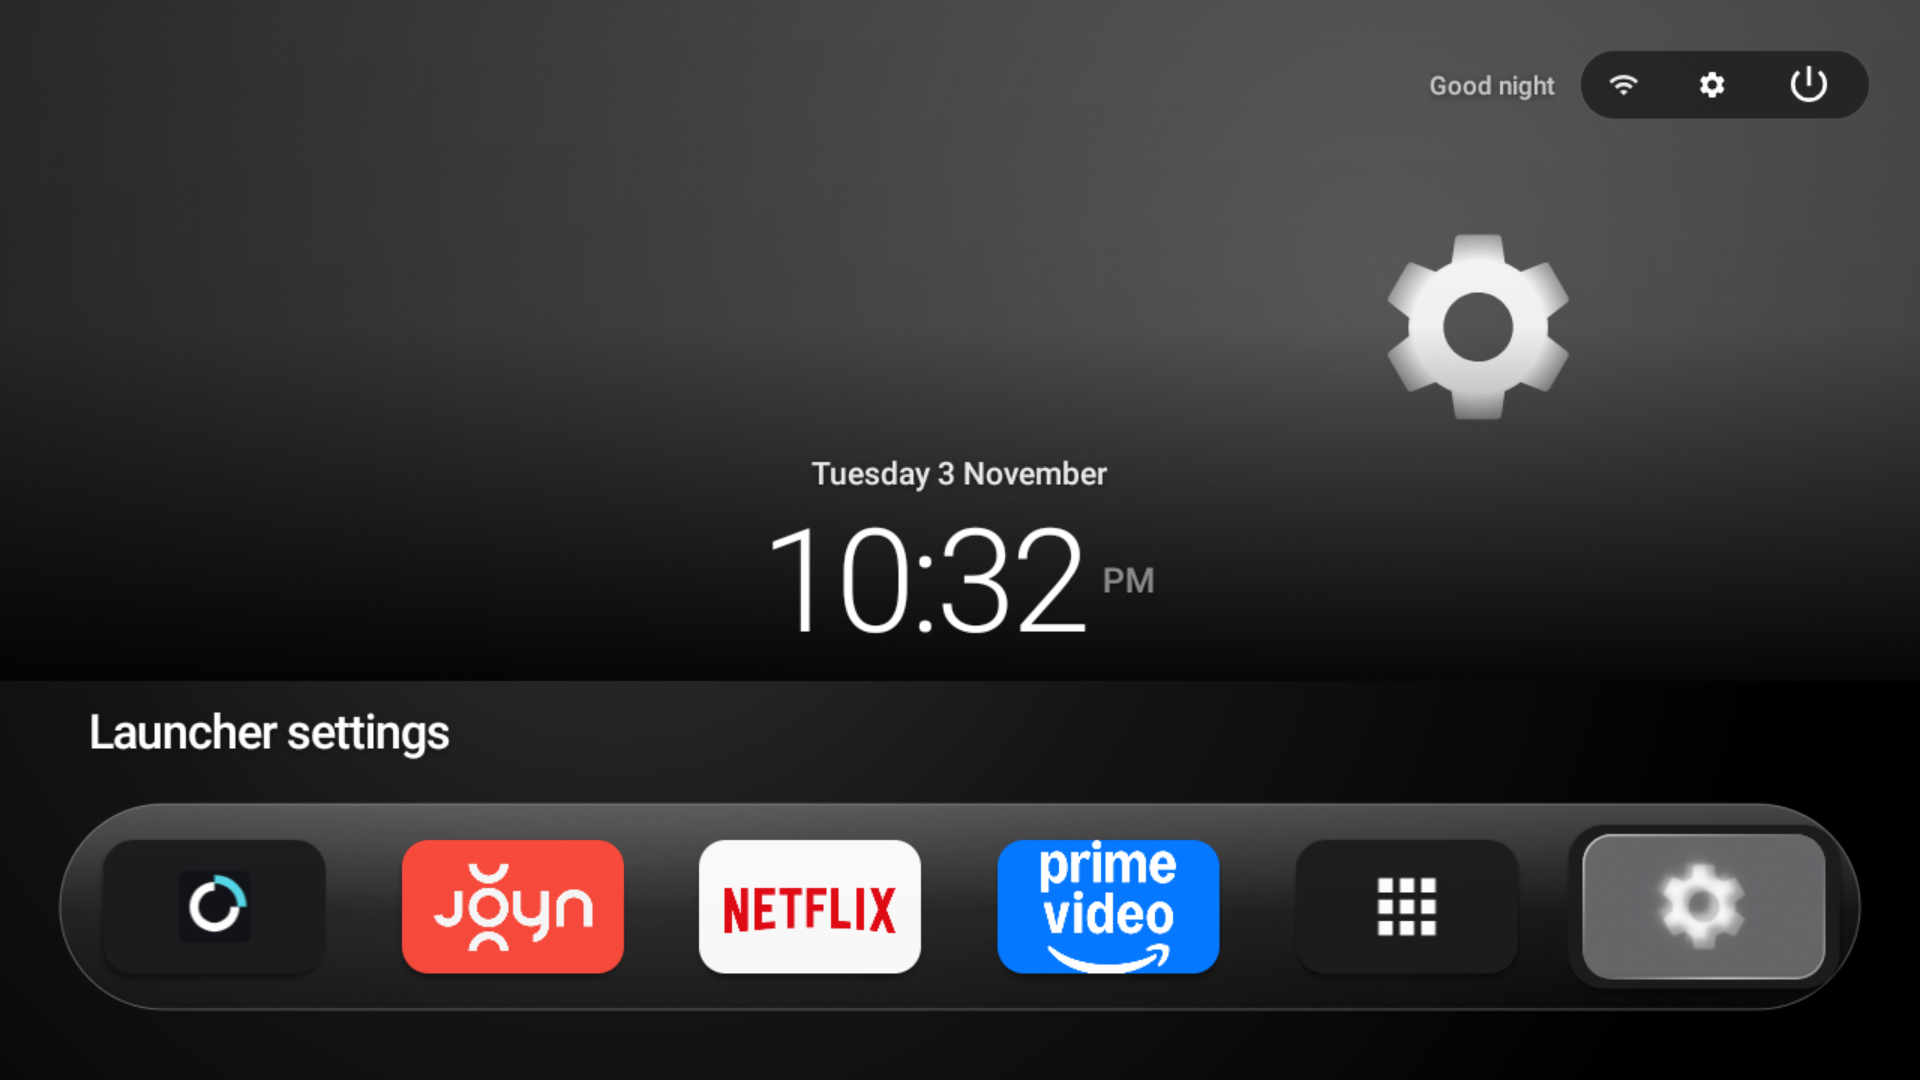 Good night
Tuesday 3 November
10:32 PM
Launcher settings
JOyn
NETFLIX
prime
video